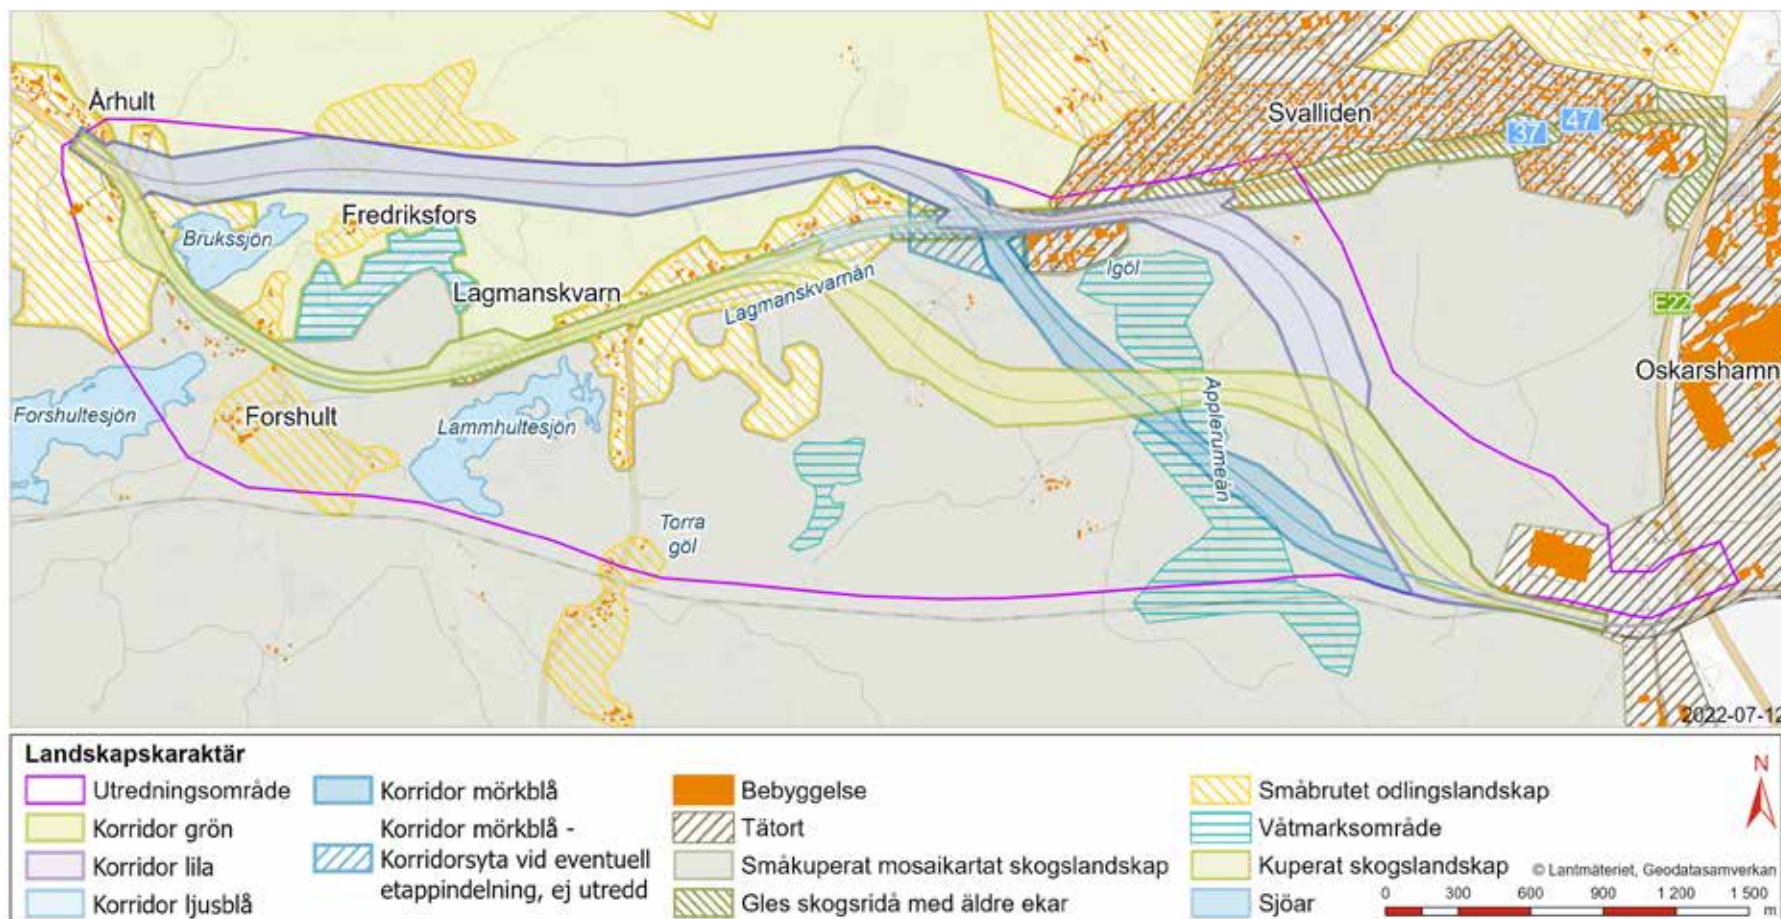 Århult
Svalliden
37
47
Fredriksfors
Brukssjön
Lagmanskvarn
Lagmanskvarnån
Igöl
E22
Oskarshamn
Forshultesjön
Forshult
Lammhultesjön
Applerumeån
Torra
göl
2022-07-12
Landskapskaraktär
Utredningsområde
Korridor grön
Korridor lila
Korridor ljusblå
Korridor mörkblå
Korridor mörkblå -
Korridorsyta vid eventuell
etappindelning, ej utredd
Bebyggelse
Tätort
Småkuperat mosaikartat skogslandskap
Gles skogsridå med äldre ekar
Småbrutet odlingslandskap
Våtmarksområde
Kuperat skogslandskap
Sjöar
N
© Lantmäteriet, Geodatasamverkan
0 300 600 900 1 200 1 500
m